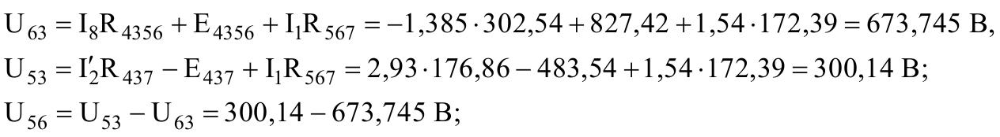 U₆₃ = I₈R₄₃₅₆ + E₄₃₅₆ + I₁R₅₆₇ = −1,385·302,54 + 827,42 + 1,54·172,39 = 673,745 В,
U₅₃ = I′₂R₄₃₇ − E₄₃₇ + I₁R₅₆₇ = 2,93·176,86 − 483,54 + 1,54·172,39 = 300,14 В;
U₅₆ = U₅₃ − U₆₃ = 300,14 − 673,745 В;